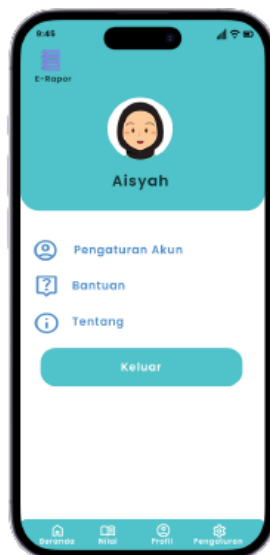 9:45
E-Rapor
Aisyah
Pengaturan Akun
Bantuan
Tentang
Keluar
Beranda Nilai Profil Pengaturan